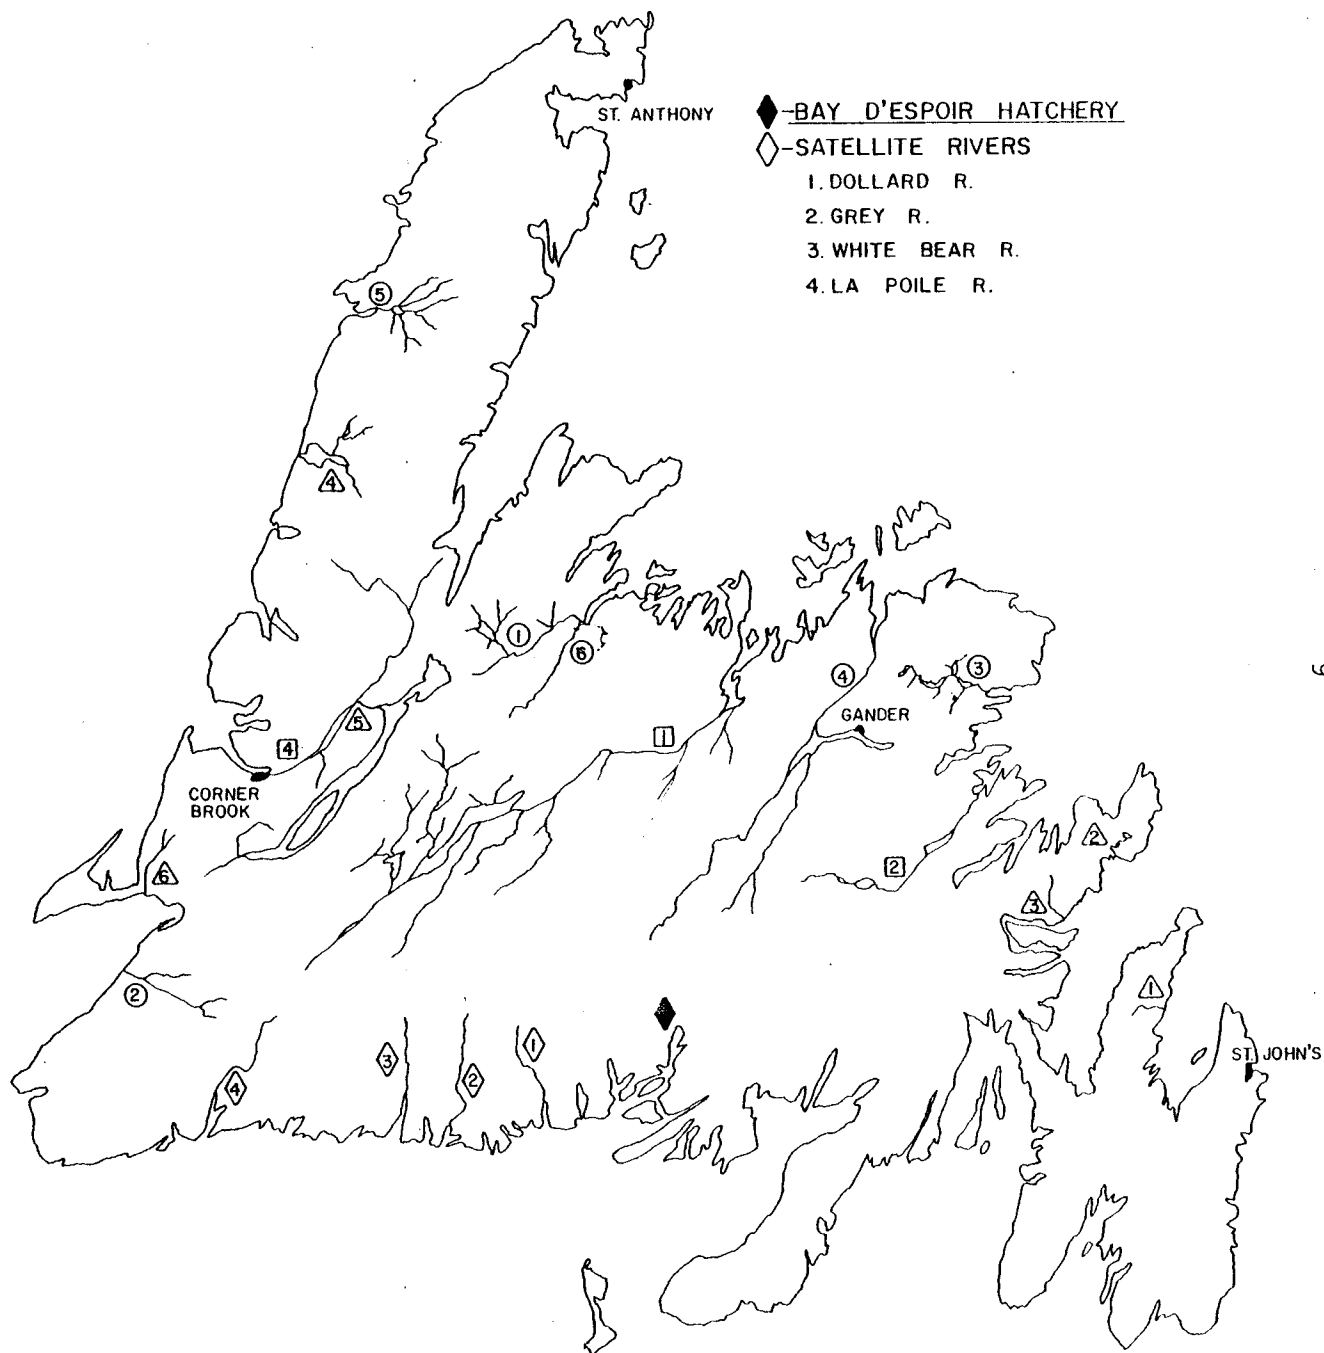 ST. ANTHONY
-BAY D'ESPOIR HATCHERY
-SATELLITE RIVERS
1. DOLLARD R.
2. GREY R.
3. WHITE BEAR R.
4. LA POILE R.
5
4
1
6
3
4
GANDER
5
1
4
CORNER
BROOK
2
2
6
3
1
2
ST. JOHN'S
1
3
2
4
9